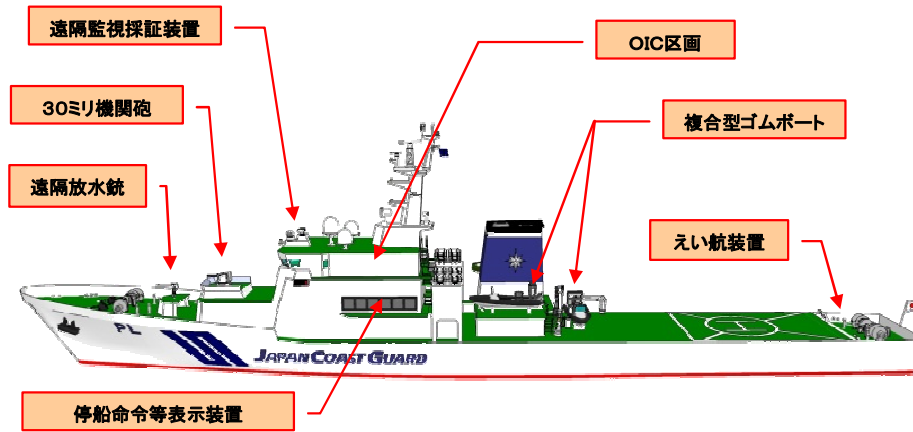 遠隔監視採証装置
OIC区画
30ミリ機関砲
複合型ゴムボート
遠隔放水銃
えい航装置
PL
JAPAN COAST GUARD
停船命令等表示装置